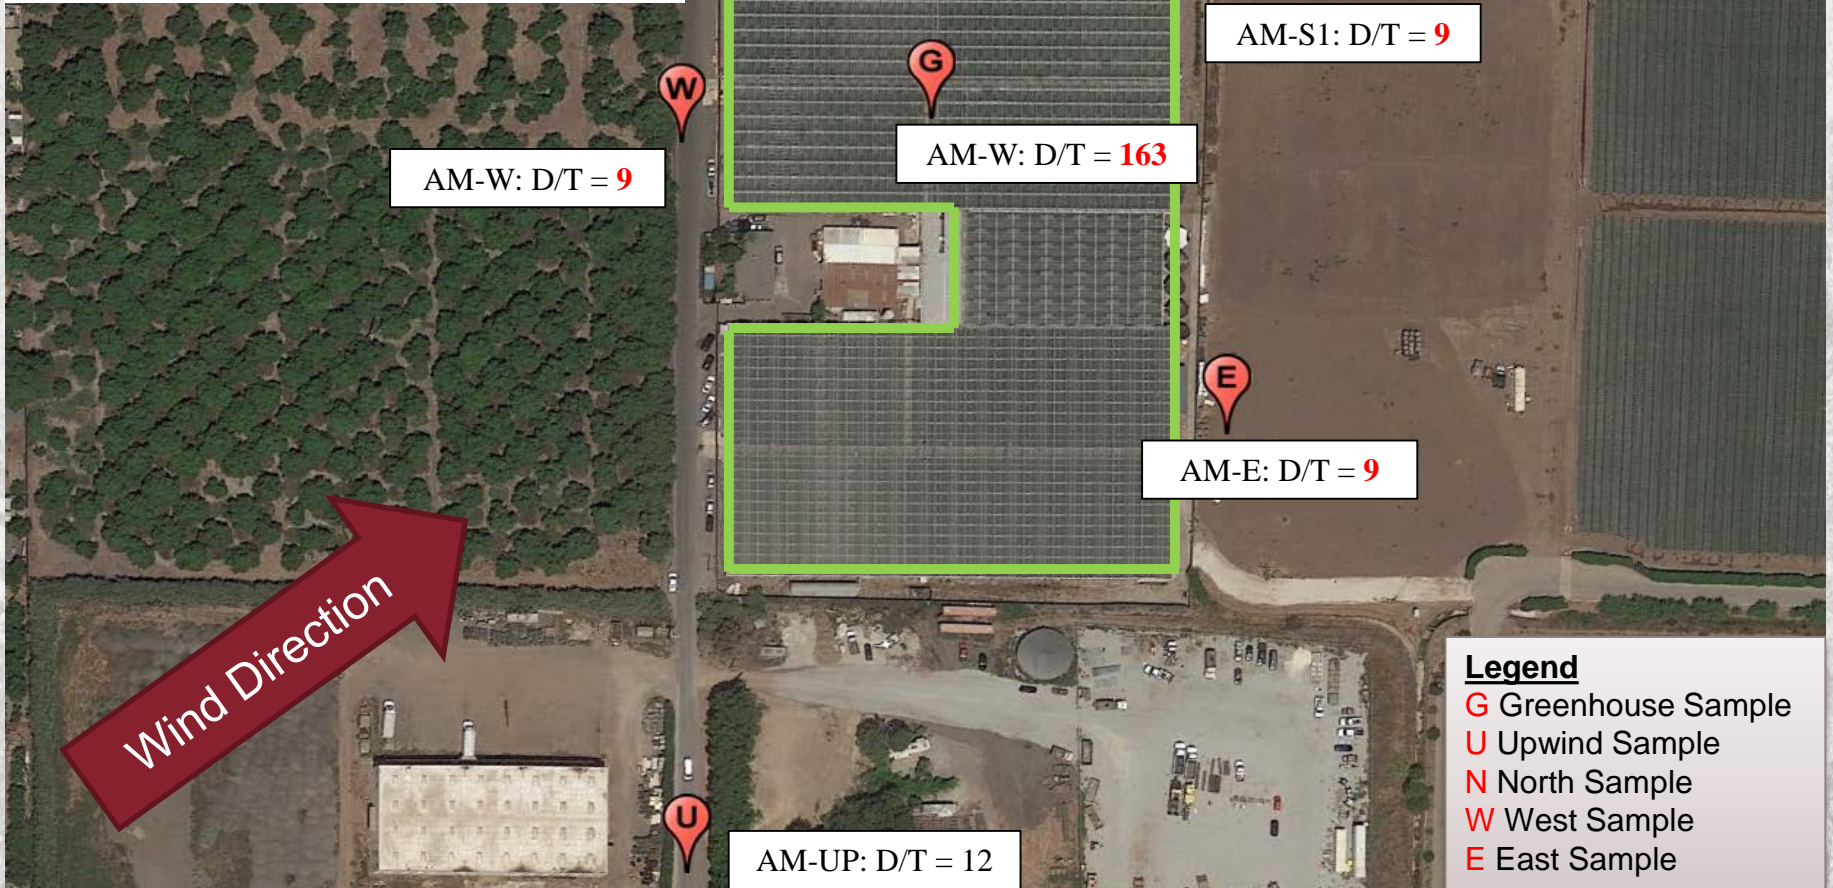 AM-S1: D/T = 9
G
W
AM-W: D/T = 163
AM-W: D/T = 9
E
AM-E: D/T = 9
Wind Direction
U
AM-UP: D/T = 12
Legend
G Greenhouse Sample
U Upwind Sample
N North Sample
W West Sample
E East Sample